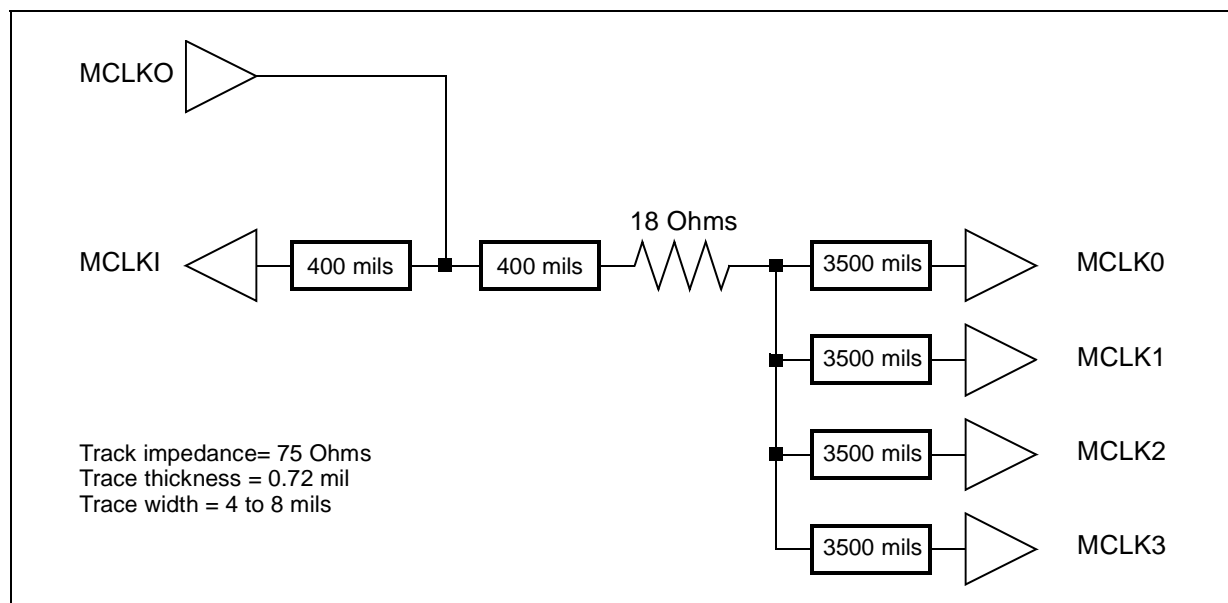 MCLKO
18 Ohms
MCLKI
400 mils
400 mils
3500 mils
MCLK0
3500 mils
MCLK1
3500 mils
MCLK2
3500 mils
MCLK3
Track impedance= 75 Ohms
Trace thickness = 0.72 mil
Trace width = 4 to 8 mils